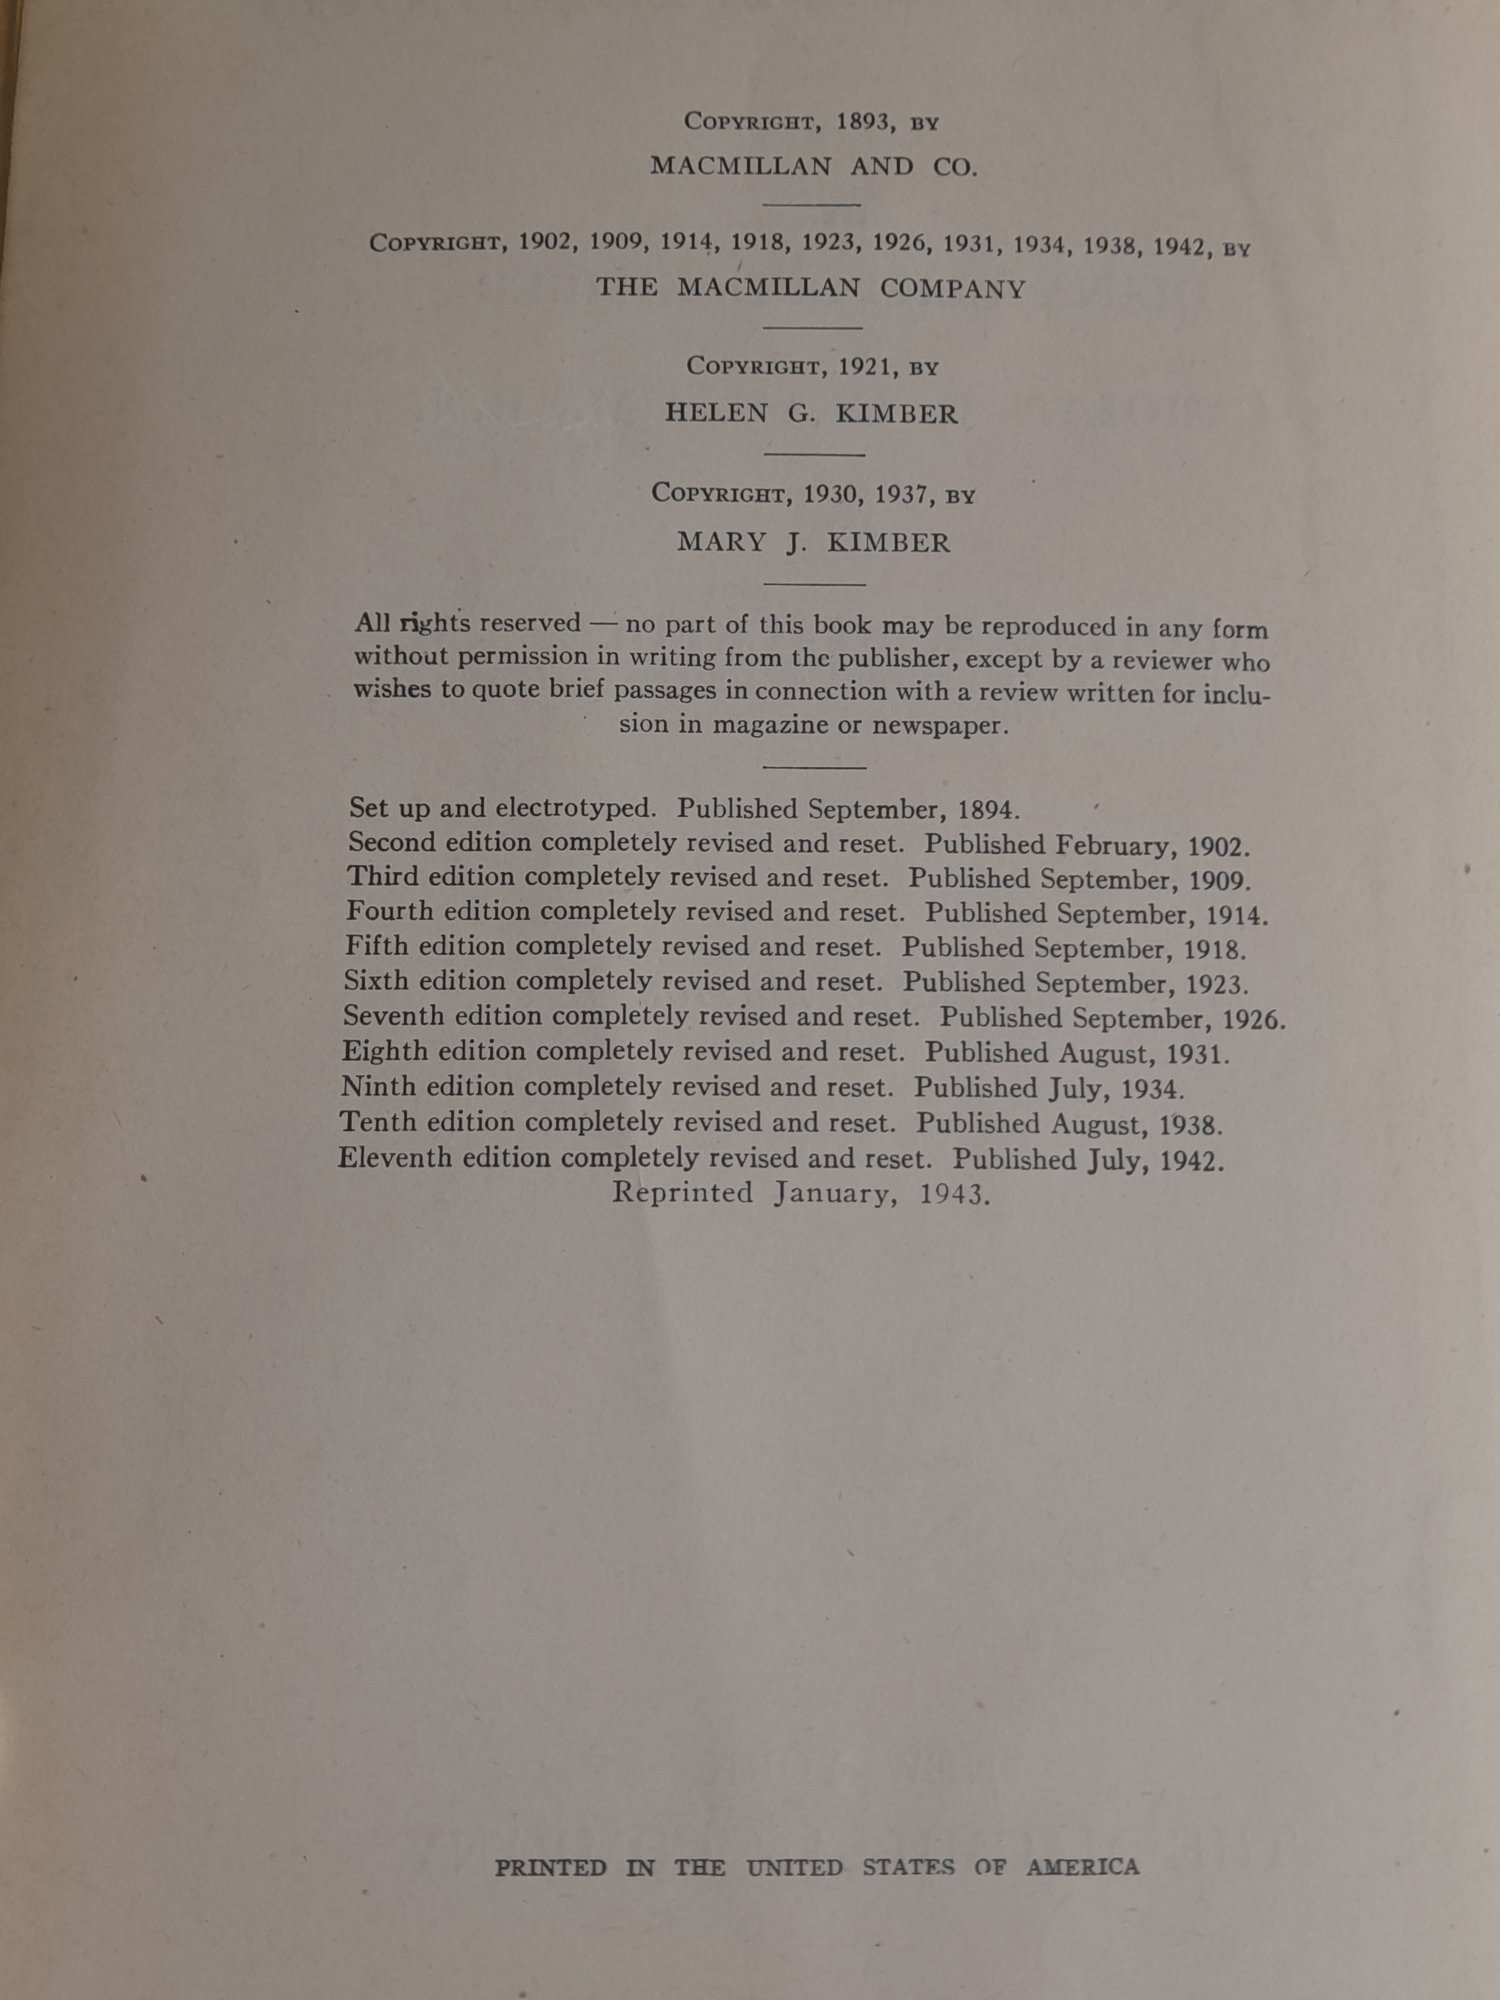 COPYRIGHT, 1893, BY
MACMILLAN AND CO.
COPYRIGHT, 1902, 1909, 1914, 1918, 1923, 1926, 1931, 1934, 1938, 1942, BY
THE MACMILLAN COMPANY
COPYRIGHT, 1921, BY
HELEN G. KIMBER
COPYRIGHT, 1930, 1937, BY
MARY J. KIMBER
All rights reserved — no part of this book may be reproduced in any form
without permission in writing from the publisher, except by a reviewer who
wishes to quote brief passages in connection with a review written for inclu-
sion in magazine or newspaper.
Set up and electrotyped. Published September, 1894.
Second edition completely revised and reset. Published February, 1902.
Third edition completely revised and reset. Published September, 1909.
Fourth edition completely revised and reset. Published September, 1914.
Fifth edition completely revised and reset. Published September, 1918.
Sixth edition completely revised and reset. Published September, 1923.
Seventh edition completely revised and reset. Published September, 1926.
Eighth edition completely revised and reset. Published August, 1931.
Ninth edition completely revised and reset. Published July, 1934.
Tenth edition completely revised and reset. Published August, 1938.
Eleventh edition completely revised and reset. Published July, 1942.
Reprinted January, 1943.
PRINTED IN THE UNITED STATES OF AMERICA